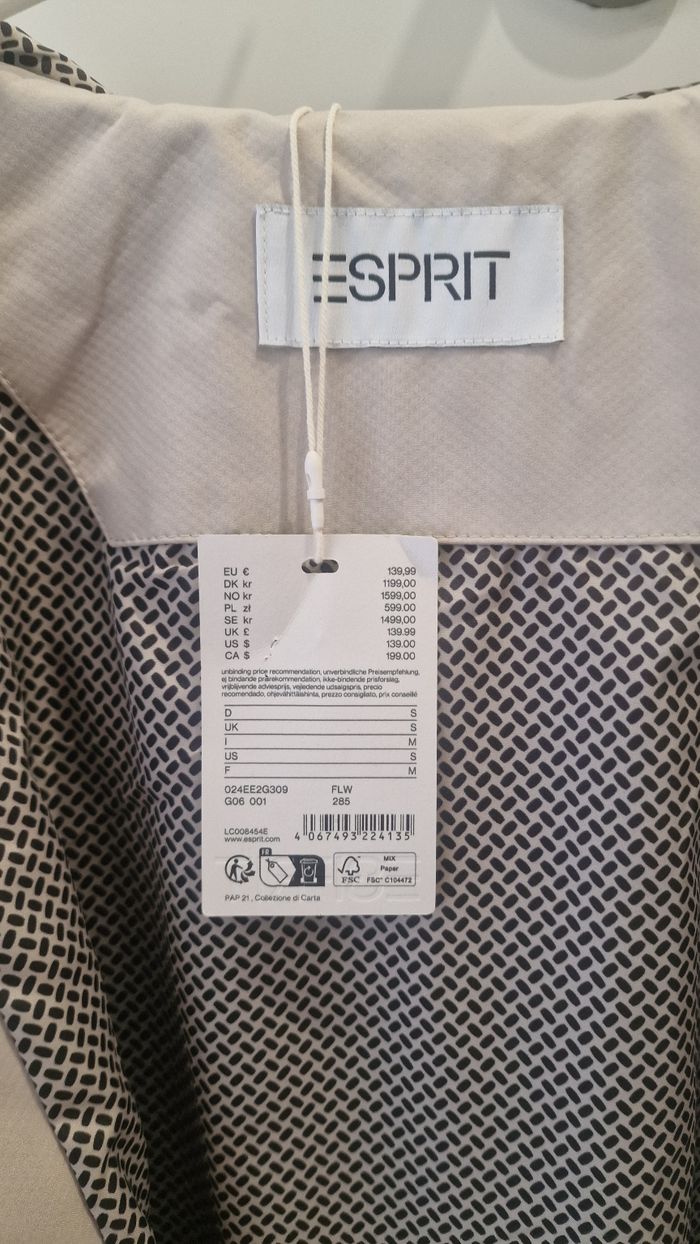 ESPRIT
EU € 139,99
DK kr 1199,00
NO kr 1599,00
PL zł 599.00
SE kr 1499,00
UK £ 139.99
US $ 139.00
CA $ 199.00
unbinding price recommendation, unverbindliche Preisempfehlung,
ej bindande prisrekommendation, ikke-bindende prisforslag,
vrijblijvende adviesprijs, vejledende udsalgspris, precio
recomendado, ohjevähittäishinta, prezzo consigliato, prix conseillé
D S
UK S
I M
US S
F M
024EE2G309 FLW
G06 001 285
LC008454E
www.esprit.com
4 067493 224135
FR
MIX
Paper
FSC FSC® C104472
PAP 21, Collezione di Carta